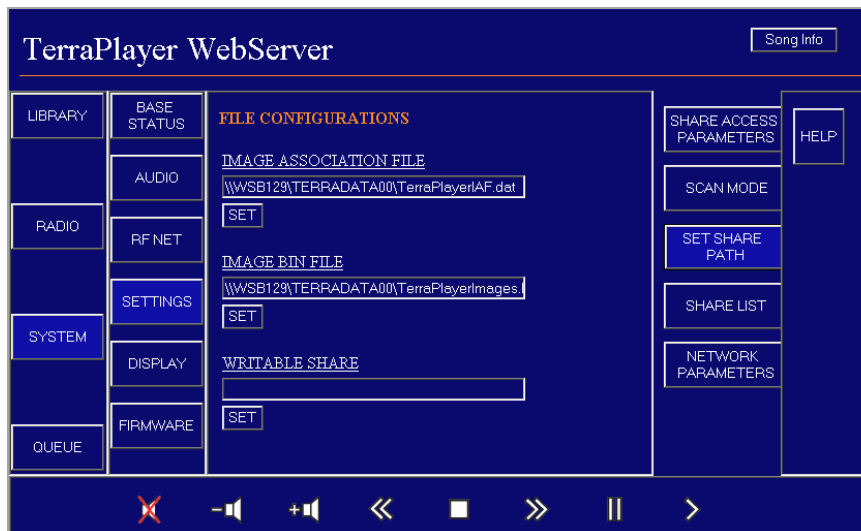 TerraPlayer WebServer
Song Info
LIBRARY
RADIO
SYSTEM
QUEUE
BASE
STATUS
AUDIO
RF NET
SETTINGS
DISPLAY
FIRMWARE
FILE CONFIGURATIONS
IMAGE ASSOCIATION FILE
\\WSB129\TERRADATA00\TerraPlayerIAF.dat
SET
IMAGE BIN FILE
\\WSB129\TERRADATA00\TerraPlayerImages.
SET
WRITABLE SHARE
SET
SHARE ACCESS
PARAMETERS
SCAN MODE
SET SHARE
PATH
SHARE LIST
NETWORK
PARAMETERS
HELP